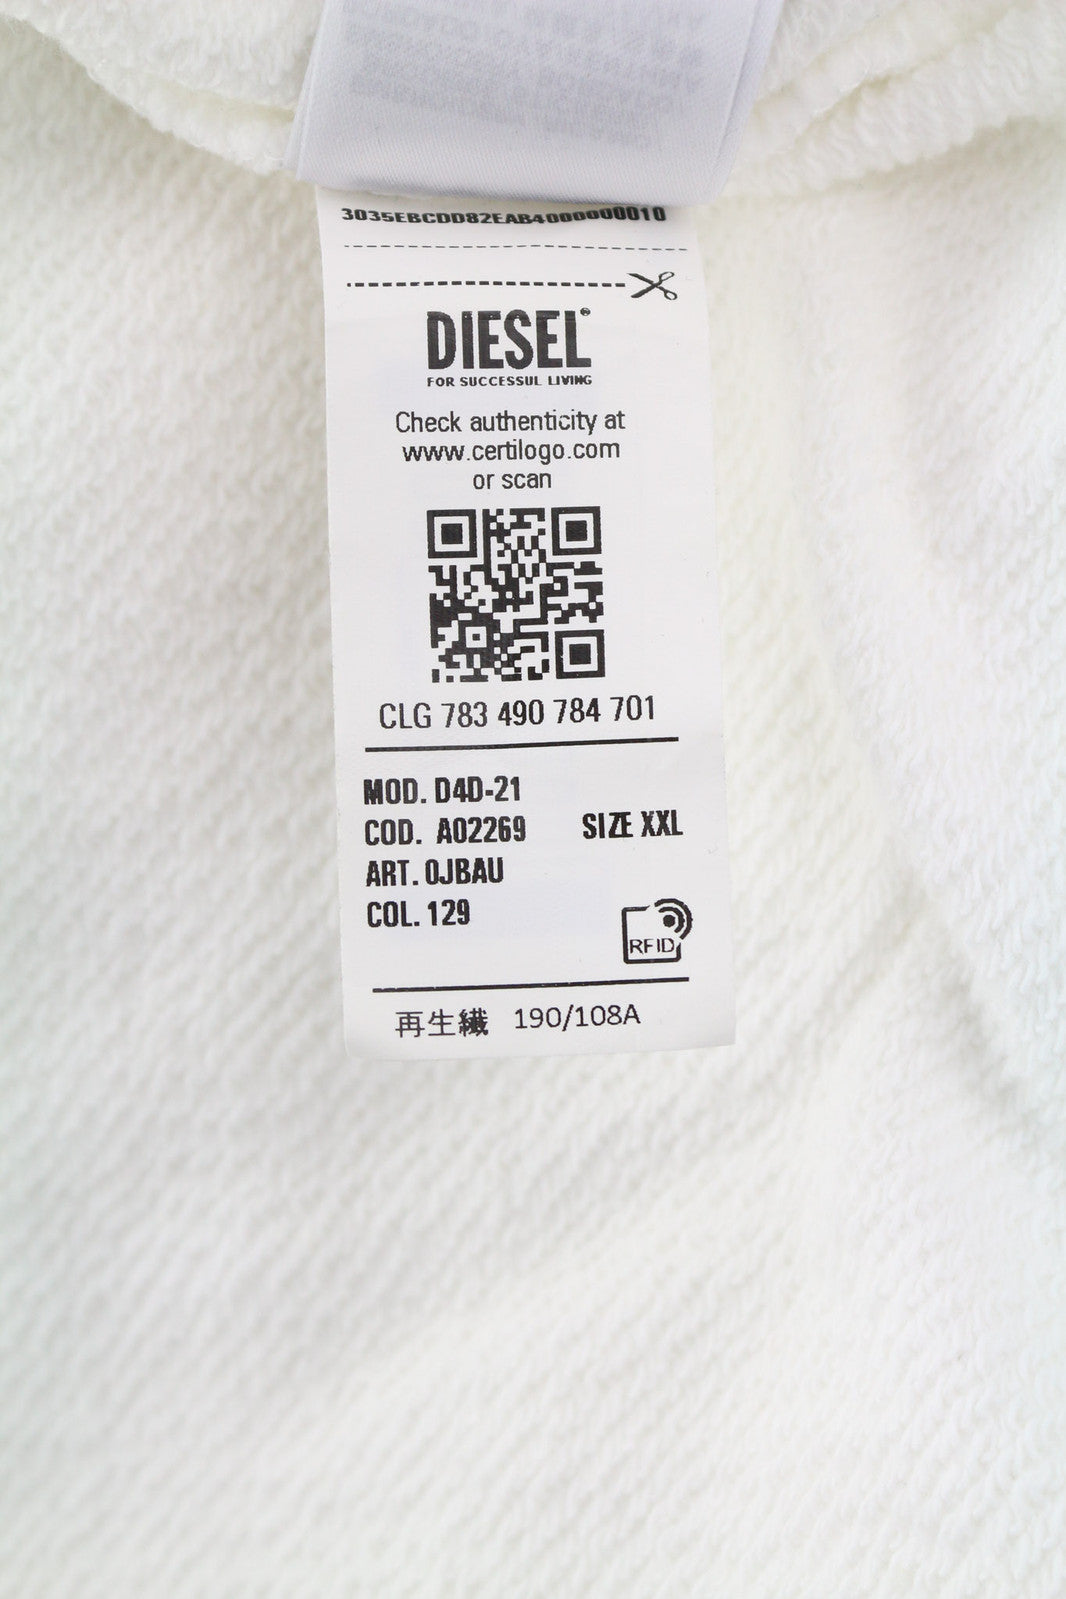 3035EBCDD82EAB4000000010
DIESEL
FOR SUCCESSUL LIVING
Check authenticity at
www.certilogo.com
or scan
CLG 783 490 784 701
MOD. D4D-21
COD. A02269 SIZE XXL
ART. 0JBAU
COL. 129
RFID
再生繊 190/108A